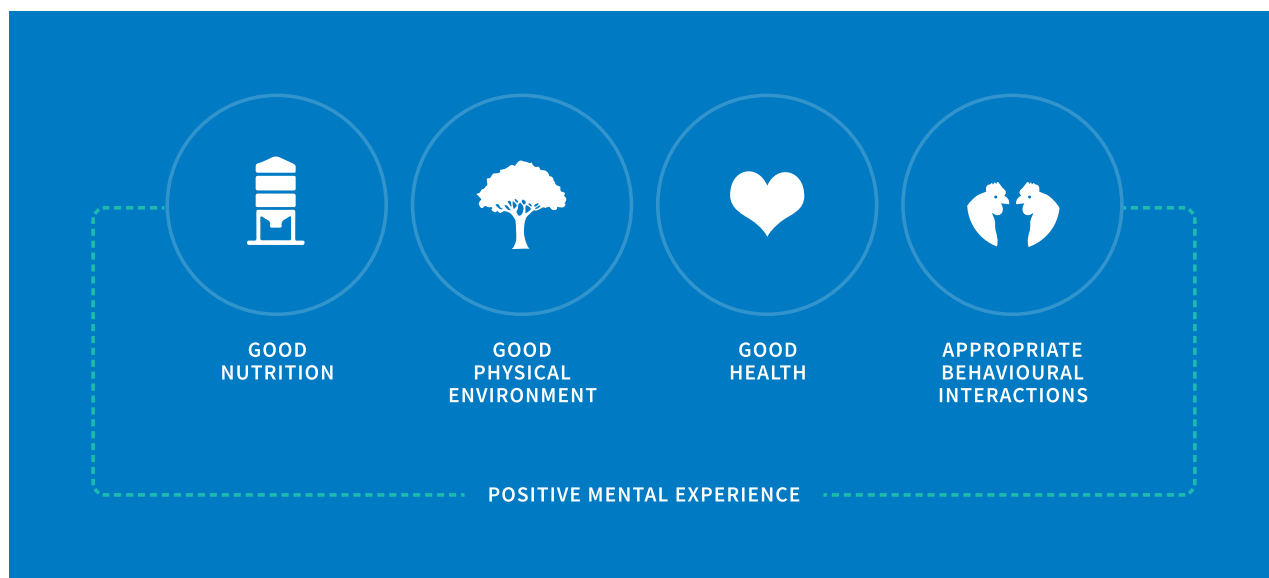 GOOD
NUTRITION
GOOD
PHYSICAL
ENVIRONMENT
GOOD
HEALTH
APPROPRIATE
BEHAVIOURAL
INTERACTIONS
POSITIVE MENTAL EXPERIENCE